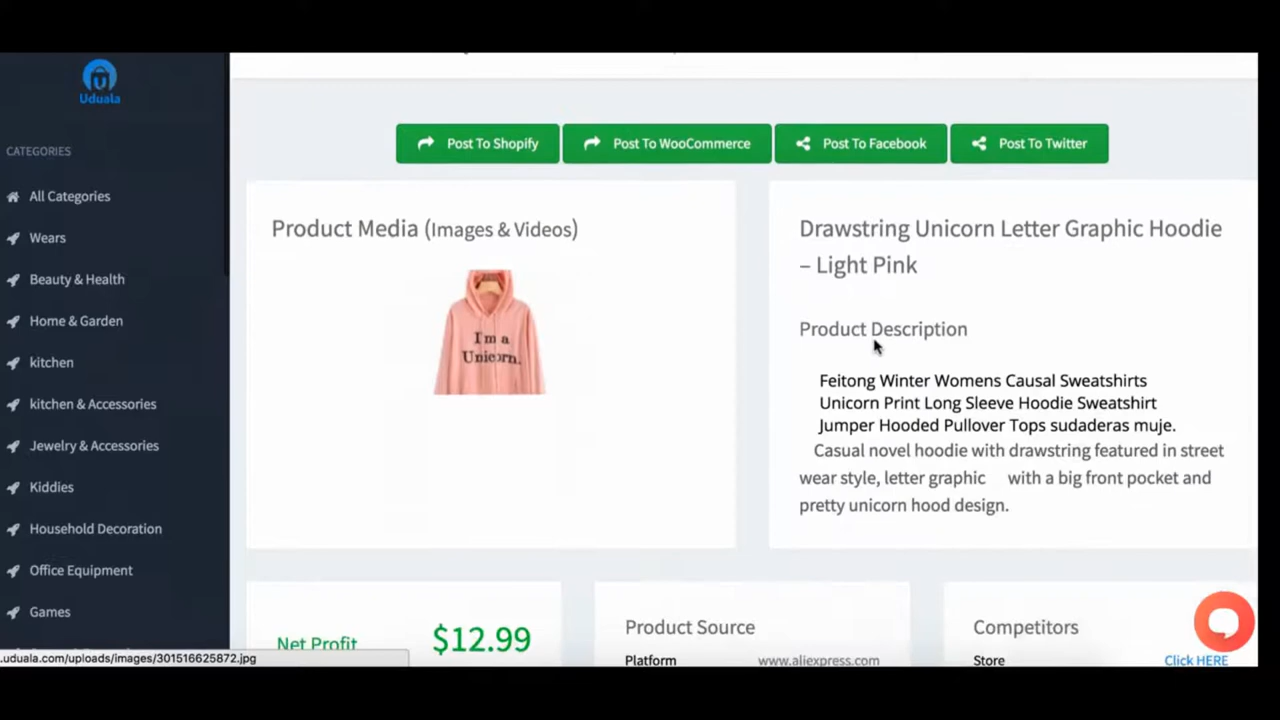 Uduala
CATEGORIES
All Categories
Wears
Beauty & Health
Home & Garden
kitchen
kitchen & Accessories
Jewelry & Accessories
Kiddies
Household Decoration
Office Equipment
Games
Post To Shopify
Post To WooCommerce
Post To Facebook
Post To Twitter
Product Media (Images & Videos)
I'm a
Unicorn.
Drawstring Unicorn Letter Graphic Hoodie
– Light Pink
Product Description
Feitong Winter Womens Causal Sweatshirts
Unicorn Print Long Sleeve Hoodie Sweatshirt
Jumper Hooded Pullover Tops sudaderas muje.
Casual novel hoodie with drawstring featured in street
wear style, letter graphic with a big front pocket and
pretty unicorn hood design.
Net Profit $12.99
Product Source
Platform www.aliexpress.com
Competitors
Store Click HERE
.uduala.com/uploads/images/301516625872.jpg